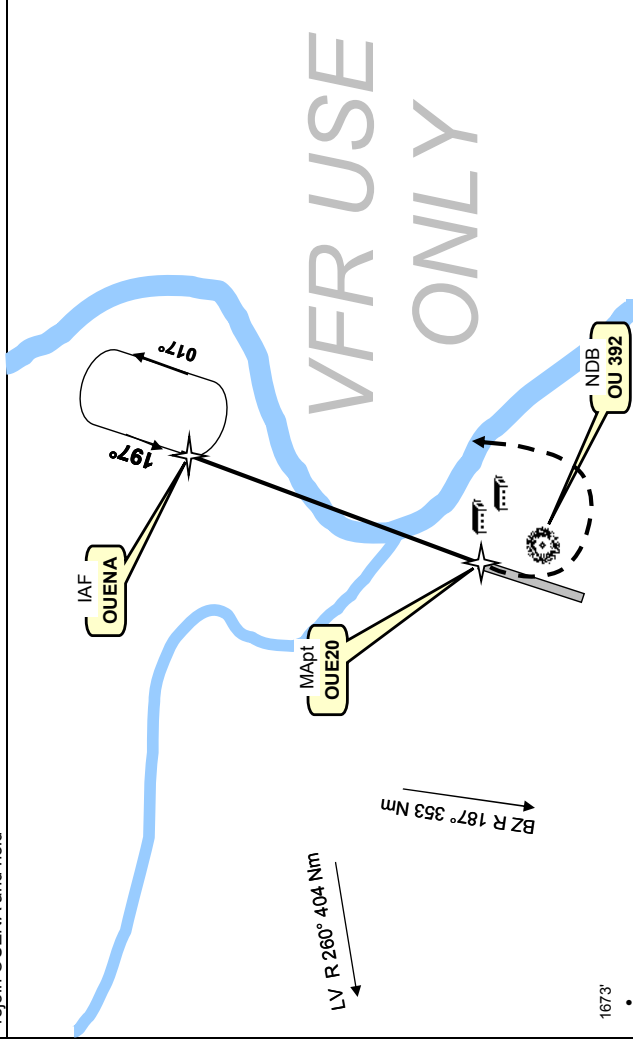 VFR USE
ONLY
017°
197°
IAF
OUENA
NDB
OU 392
MApt
OUE20
BZ R 187° 353 Nm
LV R 260° 404 Nm
1673'